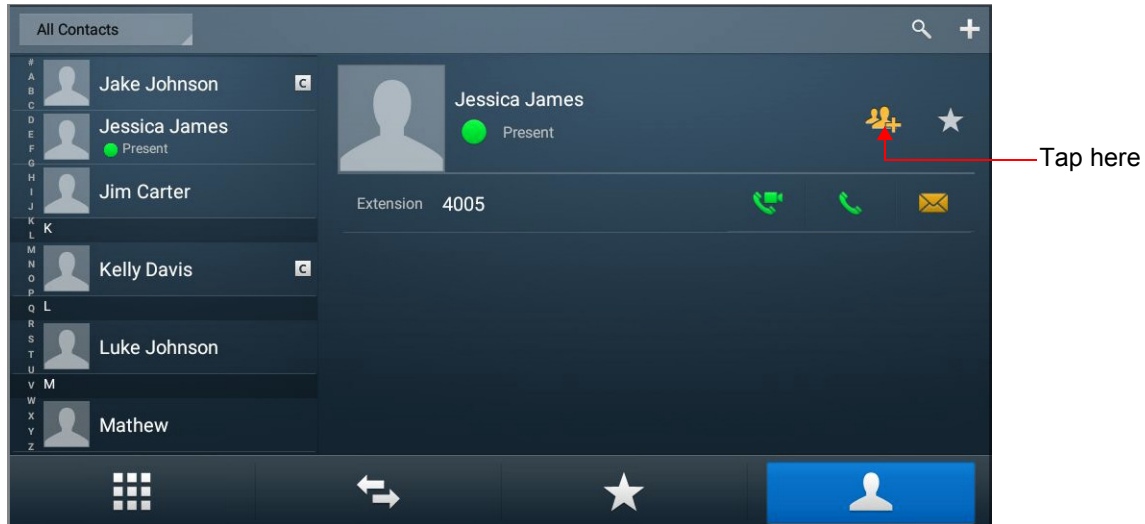 All Contacts
#
A
B
C
D
E
F
G
H
I
J
K
L
M
N
O
P
Q
R
S
T
U
V
W
X
Y
Z
Jake Johnson C
Jessica James
Present
Jim Carter
K
Kelly Davis C
L
Luke Johnson
M
Mathew
Jessica James
Present
Extension 4005
Tap here